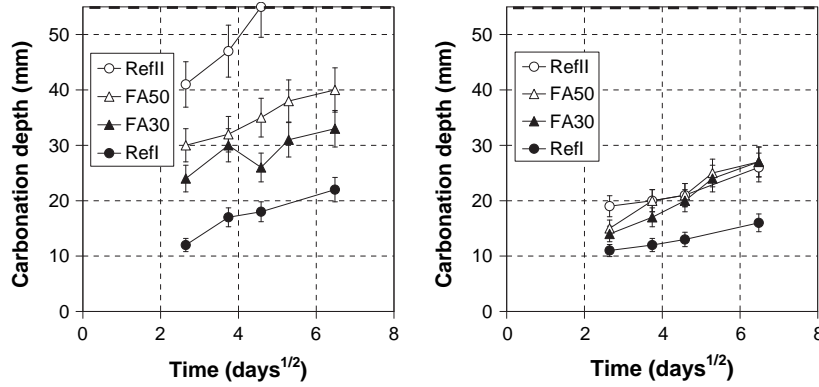 Carbonation depth (mm)
50
40
30
20
10
0
RefII
FA50
FA30
RefI
0 2 4 6 8
Time (days1/2)
Carbonation depth (mm)
50
40
30
20
10
0
RefII
FA50
FA30
RefI
0 2 4 6 8
Time (days1/2)